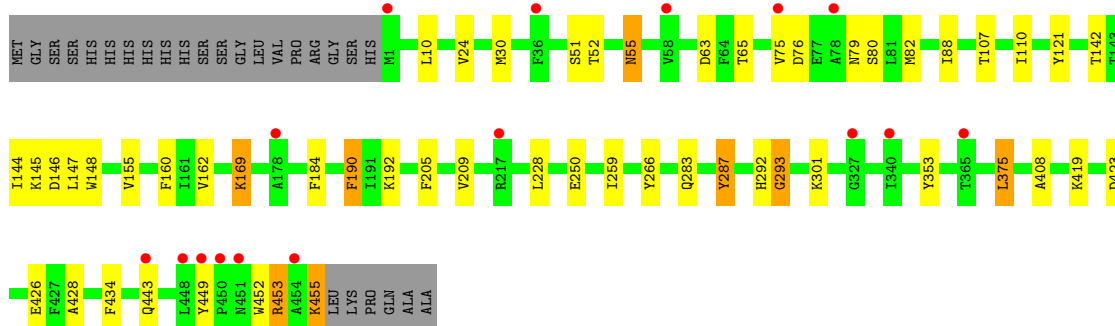 MET GLY SER SER HIS HIS HIS HIS HIS HIS SER SER GLY LEU VAL PRO ARG GLY SER HIS M1 L10 V24 M30 F36 S51 T52 N55 V58 D63 F64 T65 V75 D76 E77 A78 N79 S80 L81 M82 I88 T107 I110 Y121 T142 T143
I144 K145 D146 L147 W148 V155 F160 I161 V162 K169 A178 F184 F190 I191 K192 F205 V209 R217 L228 E250 I259 Y266 Q283 Y287 H292 G293 K301 G327 I340 Y353 T365 L375 A408 K419
E426 F427 A428 F434 Q443 L448 Y449 P450 N451 W452 R453 A454 K455 LEU LYS PRO GLN ALA ALA